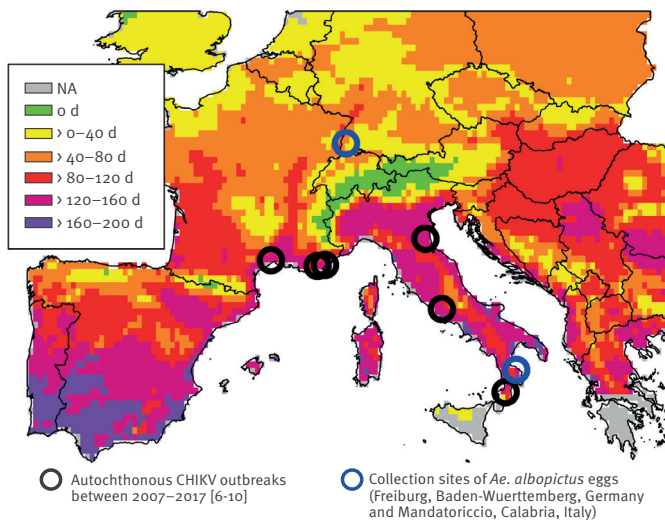 NA
0 d
> 0–40 d
> 40–80 d
> 80–120 d
> 120–160 d
> 160–200 d
Autochthonous CHIKV outbreaks
between 2007–2017 [6-10]
Collection sites of Ae. albopictus eggs
(Freiburg, Baden-Wuerttemberg, Germany
and Mandatoriccio, Calabria, Italy)